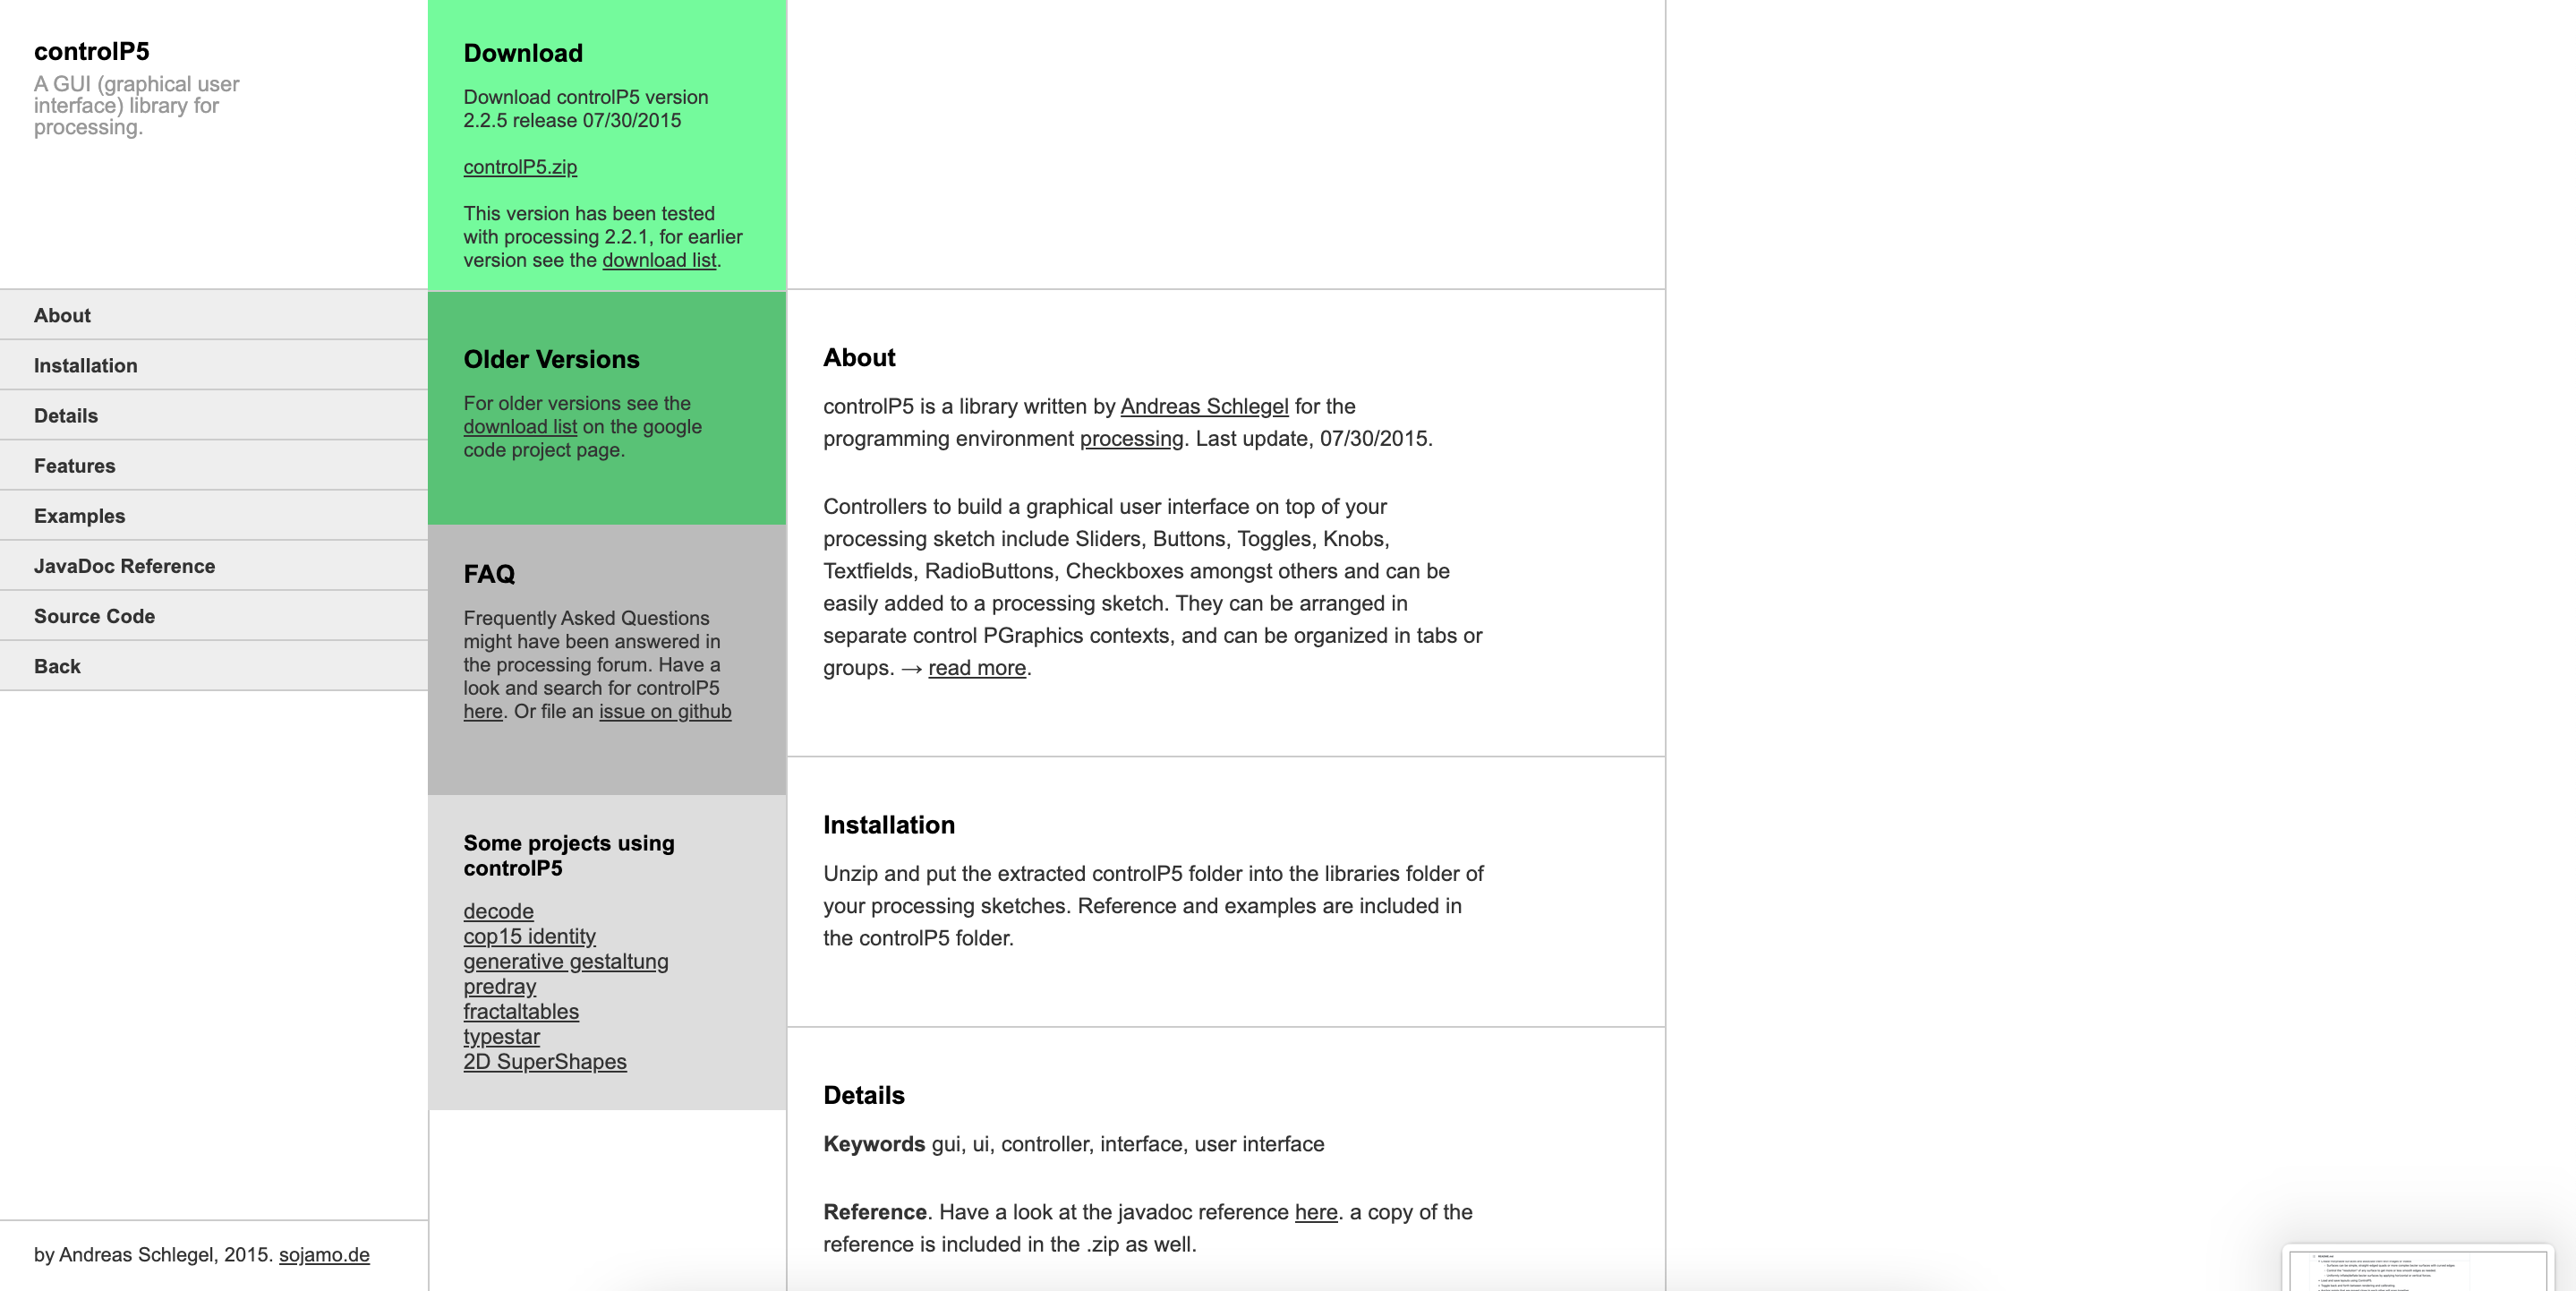 controlP5
A GUI (graphical user
interface) library for
processing.
About
Installation
Details
Features
Examples
JavaDoc Reference
Source Code
Back
by Andreas Schlegel, 2015. sojamo.de
Download
Download controlP5 version
2.2.5 release 07/30/2015
controlP5.zip
This version has been tested
with processing 2.2.1, for earlier
version see the download list.
Older Versions
For older versions see the
download list on the google
code project page.
FAQ
Frequently Asked Questions
might have been answered in
the processing forum. Have a
look and search for controlP5
here. Or file an issue on github
Some projects using
controlP5
decode
cop15 identity
generative gestaltung
predray
fractaltables
typestar
2D SuperShapes
About
controlP5 is a library written by Andreas Schlegel for the
programming environment processing. Last update, 07/30/2015.
Controllers to build a graphical user interface on top of your
processing sketch include Sliders, Buttons, Toggles, Knobs,
Textfields, RadioButtons, Checkboxes amongst others and can be
easily added to a processing sketch. They can be arranged in
separate control PGraphics contexts, and can be organized in tabs or
groups. → read more.
Installation
Unzip and put the extracted controlP5 folder into the libraries folder of
your processing sketches. Reference and examples are included in
the controlP5 folder.
Details
Keywords gui, ui, controller, interface, user interface
Reference. Have a look at the javadoc reference here. a copy of the
reference is included in the .zip as well.